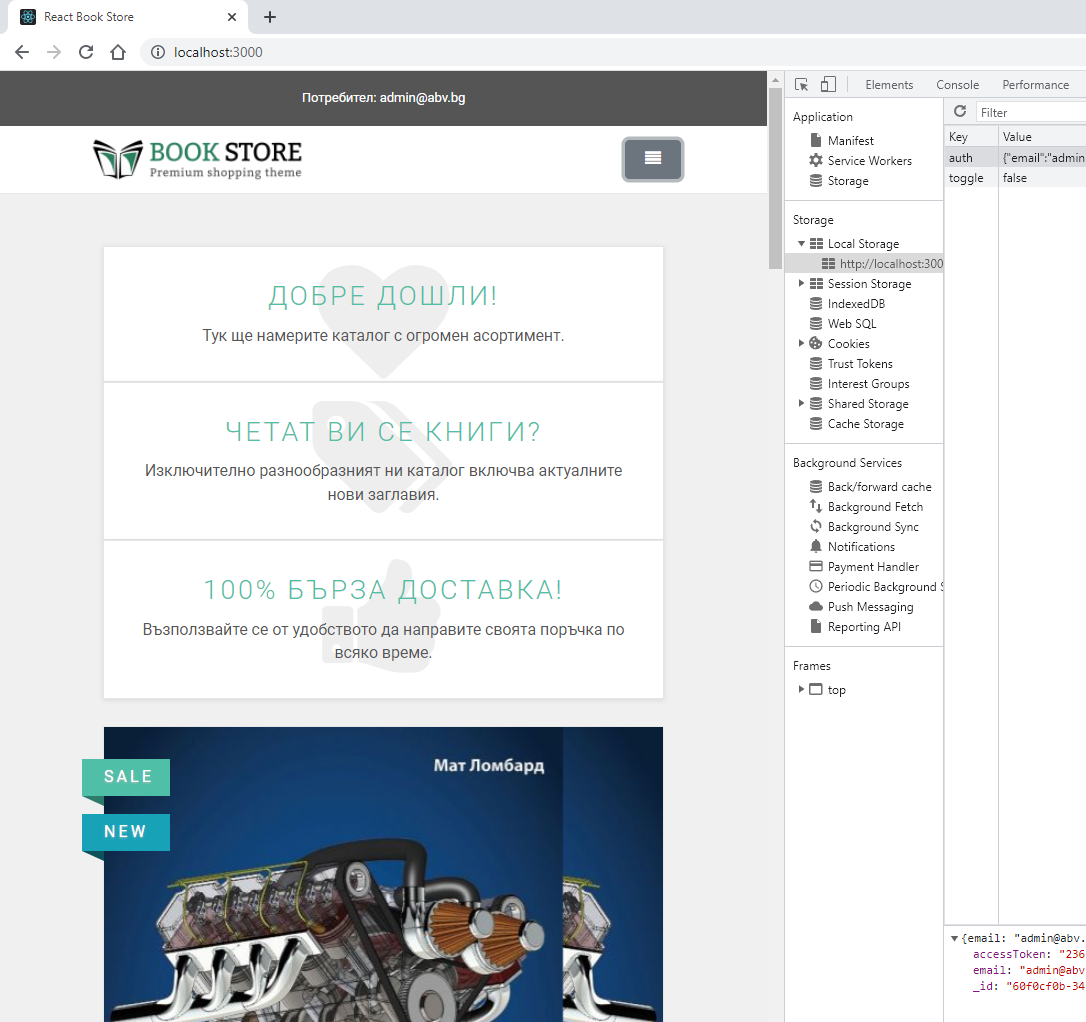 React Book Store
localhost:3000
Потребител: admin@abv.bg
BOOK STORE
Premium shopping theme
ДОБРЕ ДОШЛИ!
Тук ще намерите каталог с огромен асортимент.
ЧЕТАТ ВИ СЕ КНИГИ?
Изключително разнообразният ни каталог включва актуалните
нови заглавия.
100% БЪРЗА ДОСТАВКА!
Възползвайте се от удобството да направите своята поръчка по
всяко време.
SALE
NEW
Мат Ломбард
Elements Console Performance
Application
Manifest
Service Workers
Storage
Storage
Local Storage
http://localhost:300
Session Storage
IndexedDB
Web SQL
Cookies
Trust Tokens
Interest Groups
Shared Storage
Cache Storage
Background Services
Back/forward cache
Background Fetch
Background Sync
Notifications
Payment Handler
Periodic Background S
Push Messaging
Reporting API
Frames
top
Filter
Key Value
auth {"email":"admin
toggle false
{email: "admin@abv.
accessToken: "236
email: "admin@abv
_id: "60f0cf0b-34